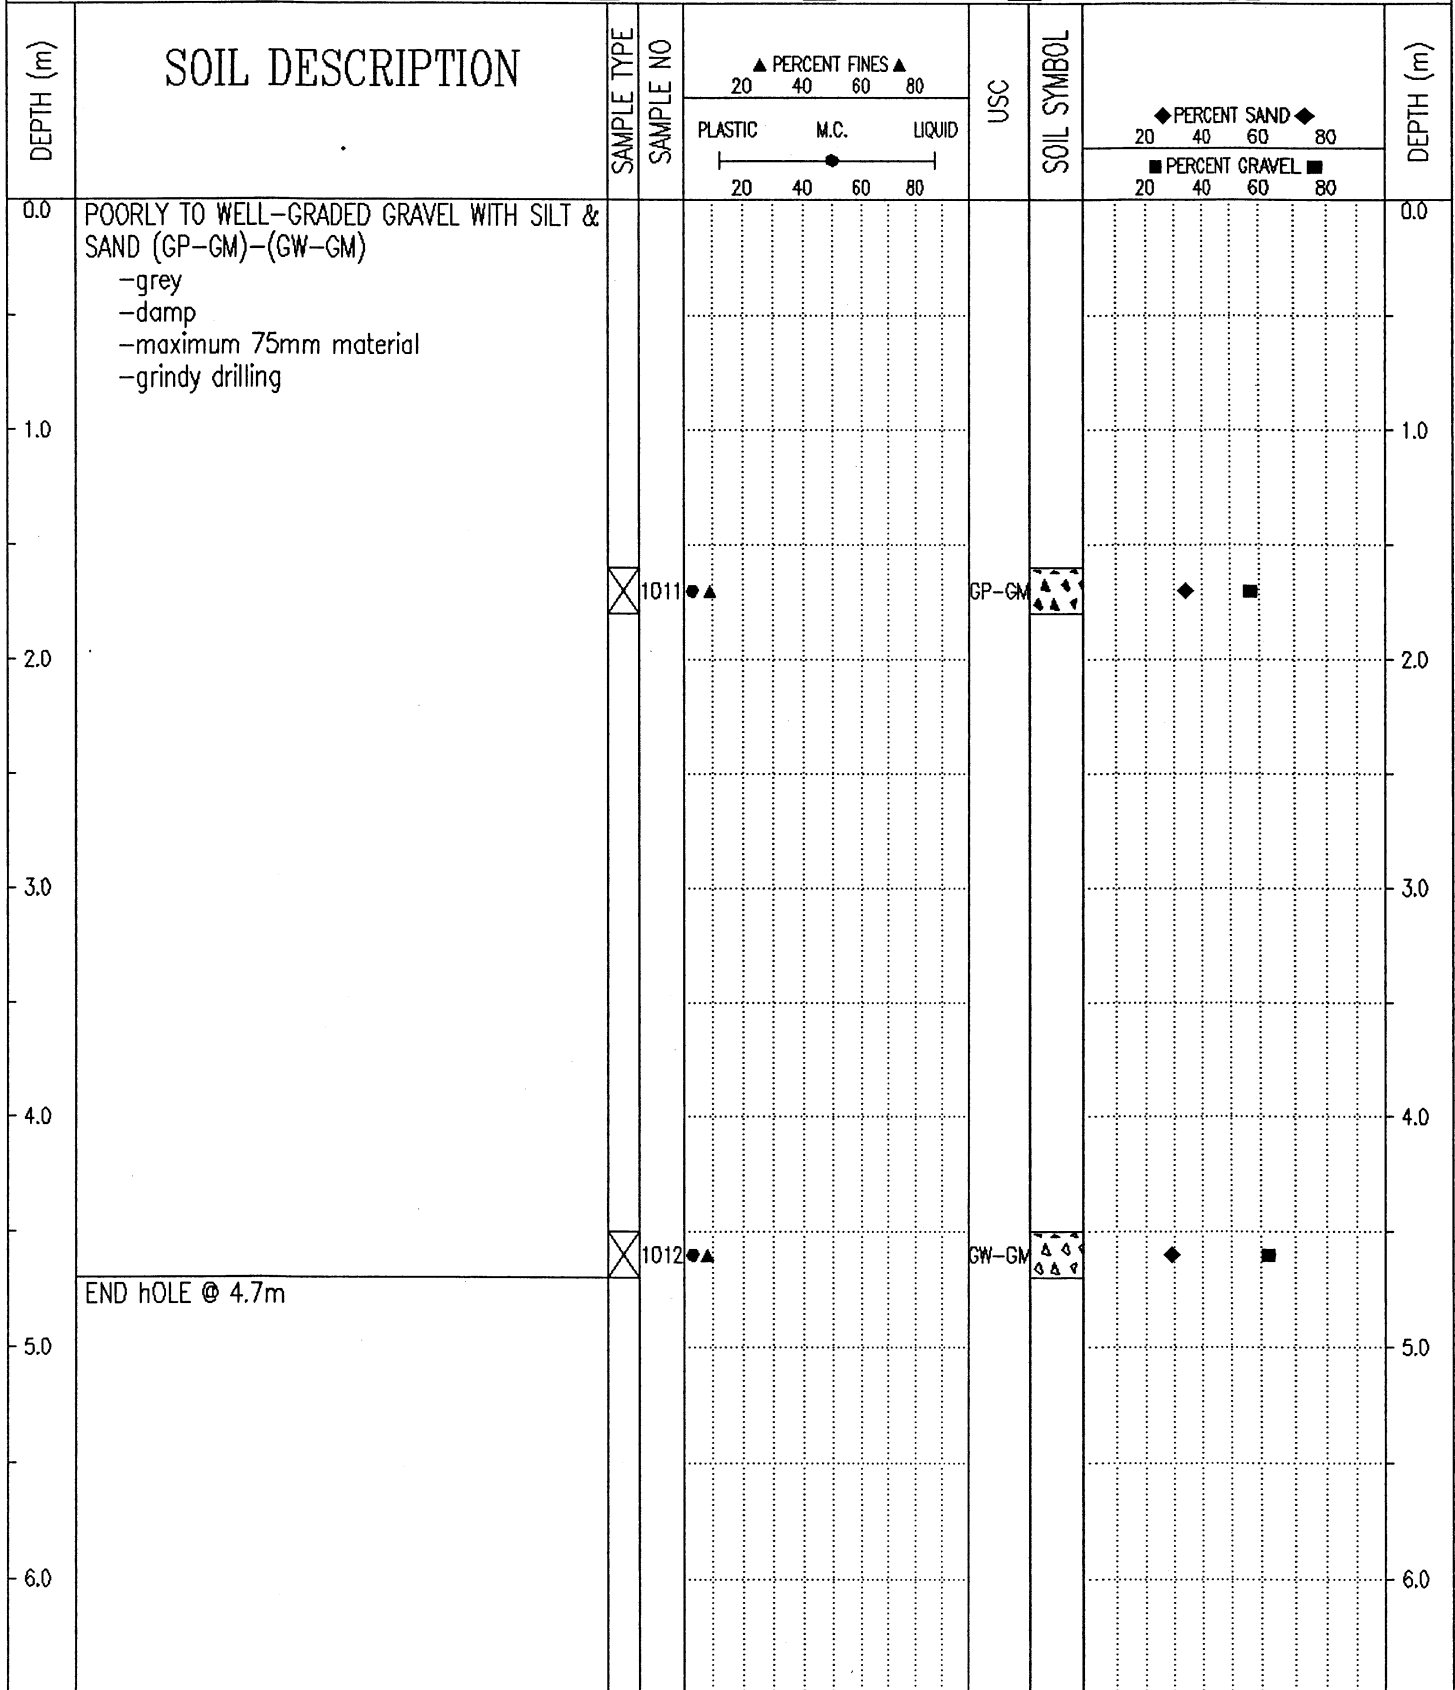 DEPTH (m)
SOIL DESCRIPTION
SAMPLE TYPE
SAMPLE NO
▲ PERCENT FINES ▲
20 40 60 80
PLASTIC M.C. LIQUID
20 40 60 80
USC
SOIL SYMBOL
◆ PERCENT SAND ◆
20 40 60 80
■ PERCENT GRAVEL ■
20 40 60 80
DEPTH (m)
0.0 POORLY TO WELL-GRADED GRAVEL WITH SILT & 0.0
SAND (GP-GM)-(GW-GM)
-grey
-damp
-maximum 75mm material
-grindy drilling
1.0 1.0
1011 GP-GM
2.0 2.0
3.0 3.0
4.0 4.0
1012 GW-GM
END hOLE @ 4.7m
5.0 5.0
6.0 6.0